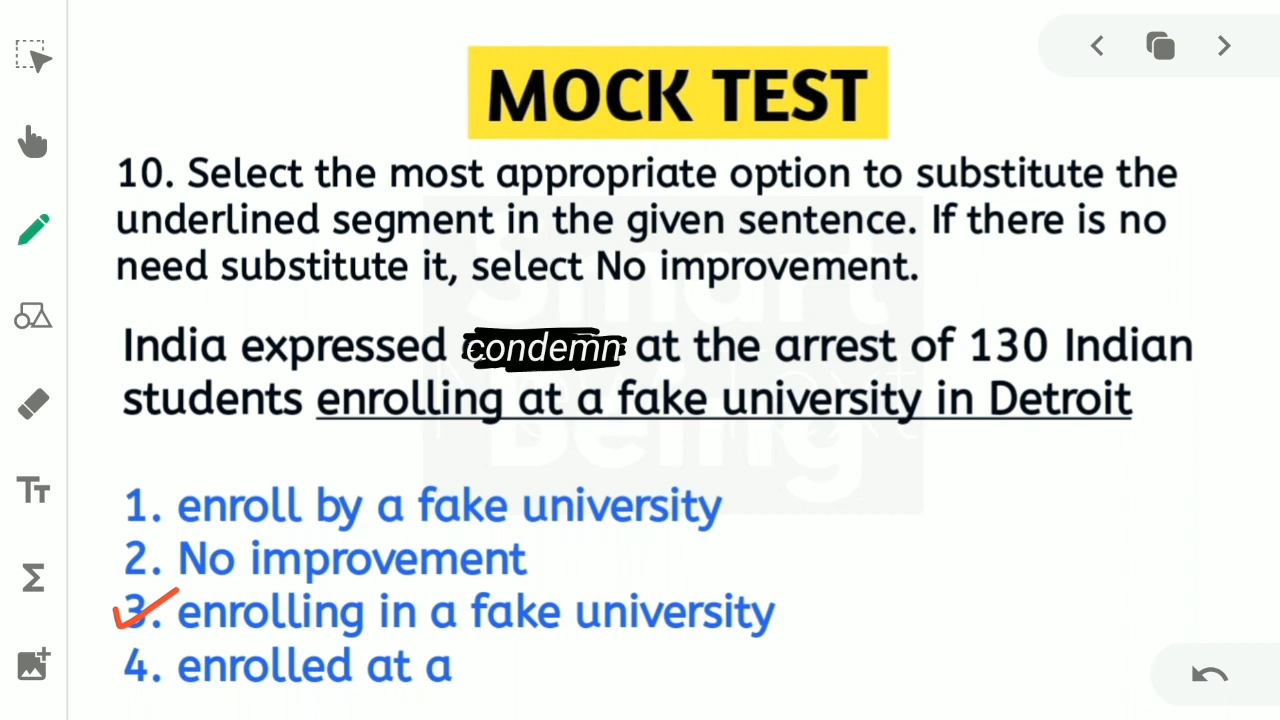 MOCK TEST
10. Select the most appropriate option to substitute the
underlined segment in the given sentence. If there is no
need substitute it, select No improvement.
India expressed condemn at the arrest of 130 Indian
students enrolling at a fake university in Detroit
1. enroll by a fake university
2. No improvement
3. enrolling in a fake university
4. enrolled at a
Smart
Being
TT
Σ